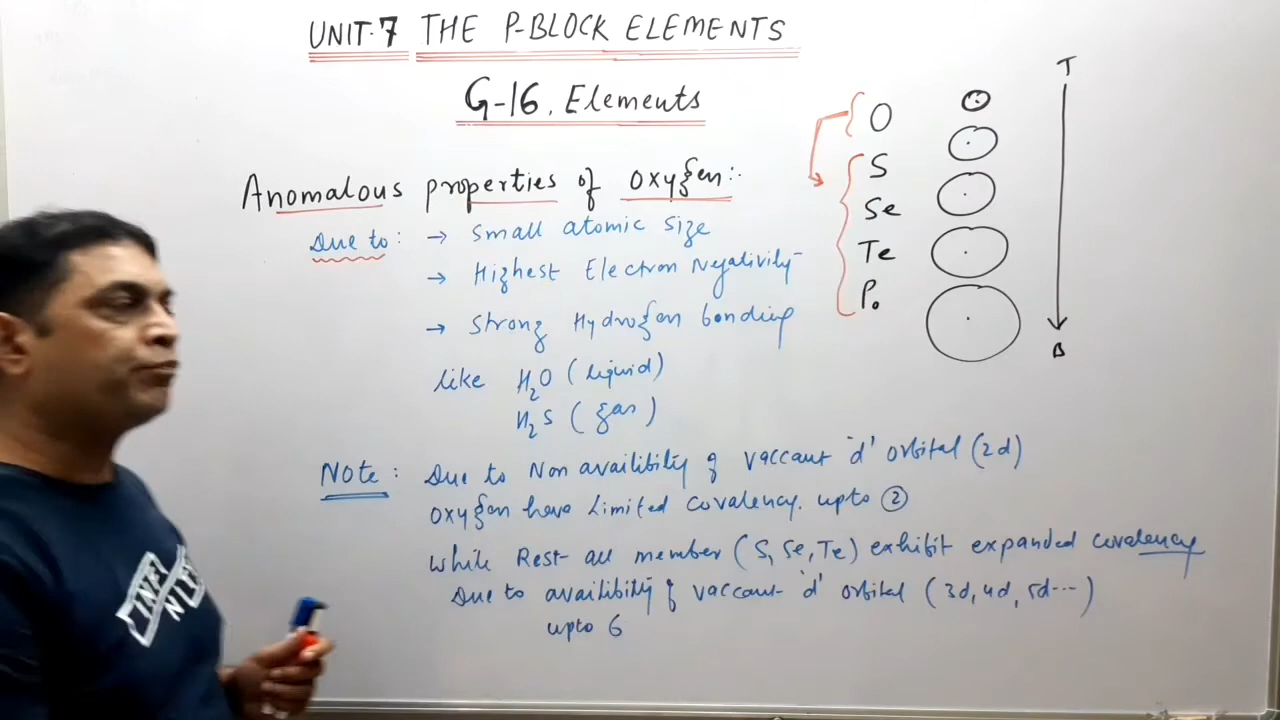 UNIT.7 THE P-BLOCK ELEMENTS
G-16. Elements
Anomalous properties of oxygen:.
Due to: → Small atomic size
→ Highest Electron Negativity
→ Strong Hydrogen bonding
like H₂O (liquid)
H₂S (gas)
Note: Due to Non availibility of vaccant 'd' orbital (2d)
oxygen have Limited covalency. upto ②
While Rest all member (S, Se, Te) exhibit expanded covalency
Due to availibility of vaccant 'd' orbital (3d, 4d, 5d...)
upto 6
O
S
Se
Te
Po
T
B